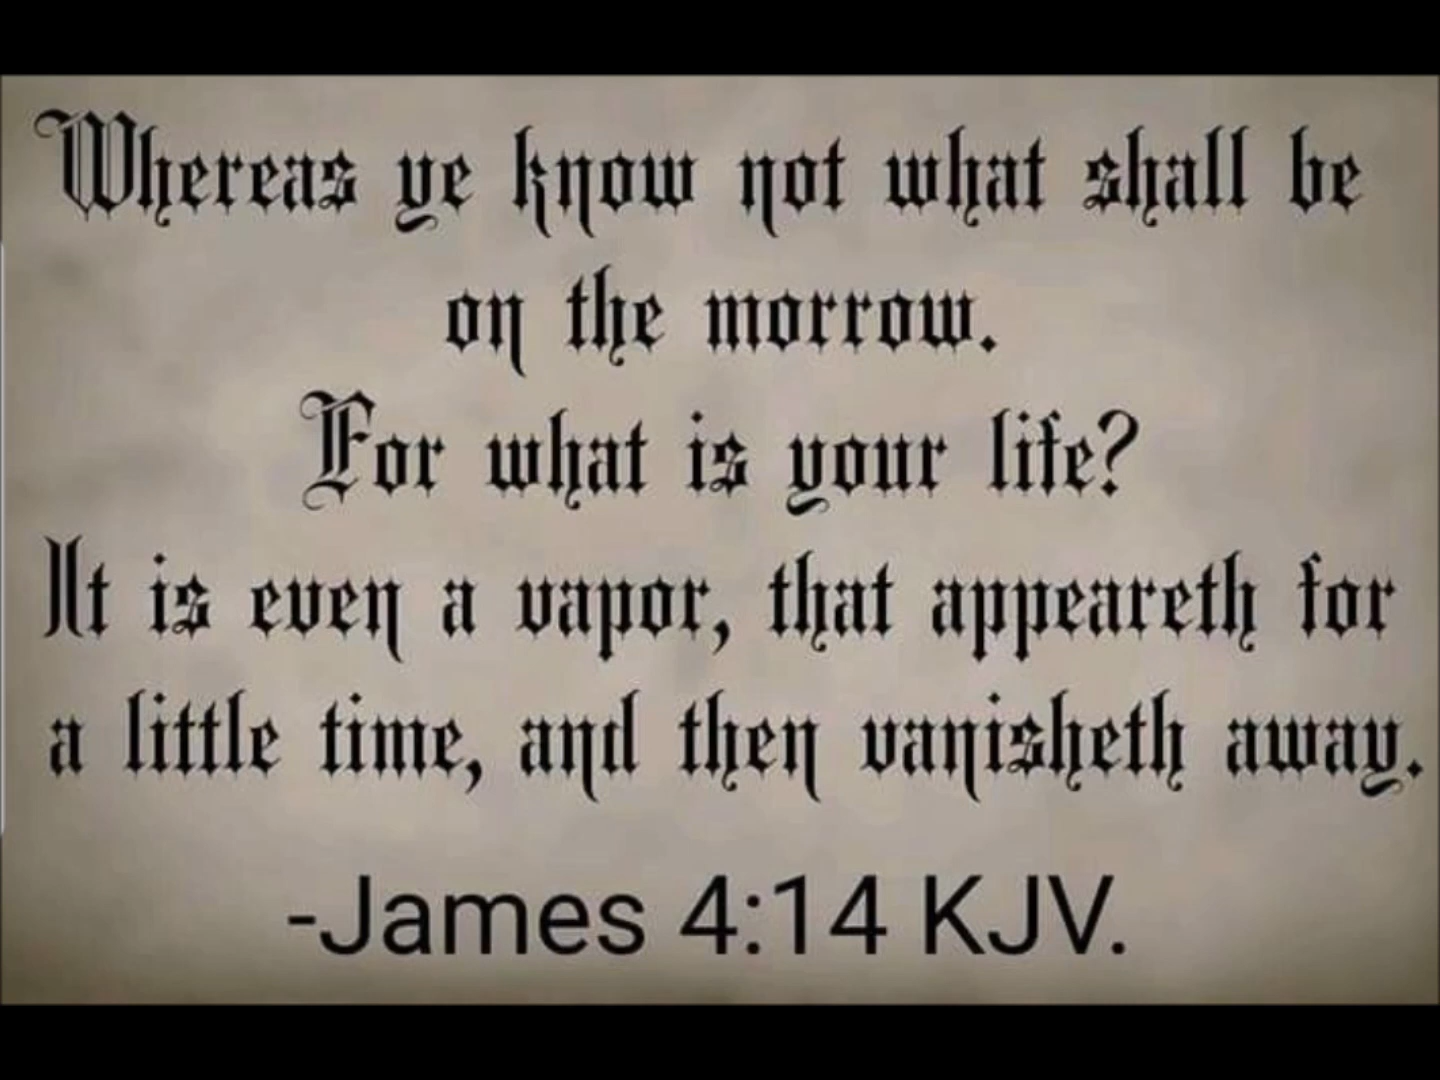 Whereas ye know not what shall be
on the morrow.
For what is your life?
It is even a vapor, that appeareth for
a little time, and then vanisheth away.
-James 4:14 KJV.